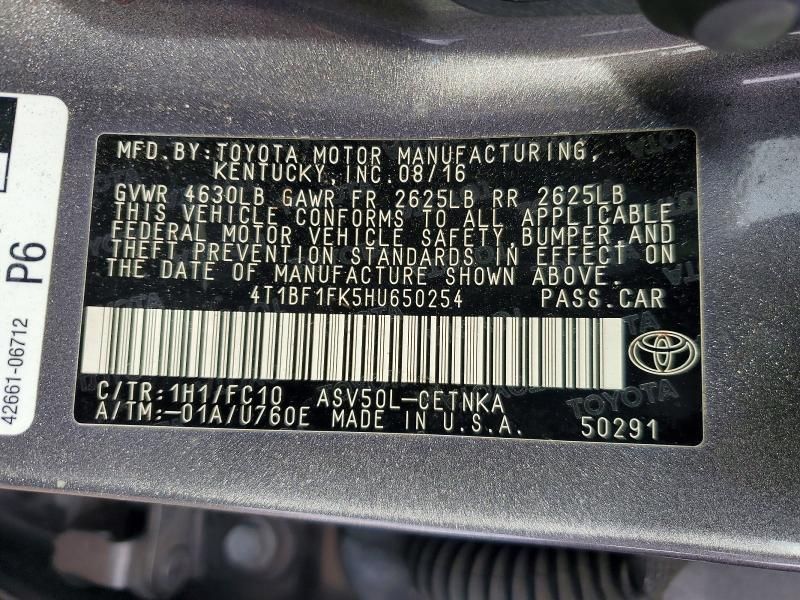 MFD.BY:TOYOTA MOTOR MANUFACTURING,
KENTUCKY,INC.08/16
GVWR 4630LB GAWR FR 2625LB RR 2625LB
THIS VEHICLE CONFORMS TO ALL APPLICABLE
FEDERAL MOTOR VEHICLE SAFETY,BUMPER,AND
THEFT PREVENTION STANDARDS IN EFFECT ON
THE DATE OF MANUFACTURE SHOWN ABOVE.
4T1BF1FK5HU650254 PASS.CAR
C/TR:1H1/FC10 ASV50L-CETNKA
A/TM:-01A/U760E MADE IN U.S.A. 50291
TOYOTA
42661-06712 P6